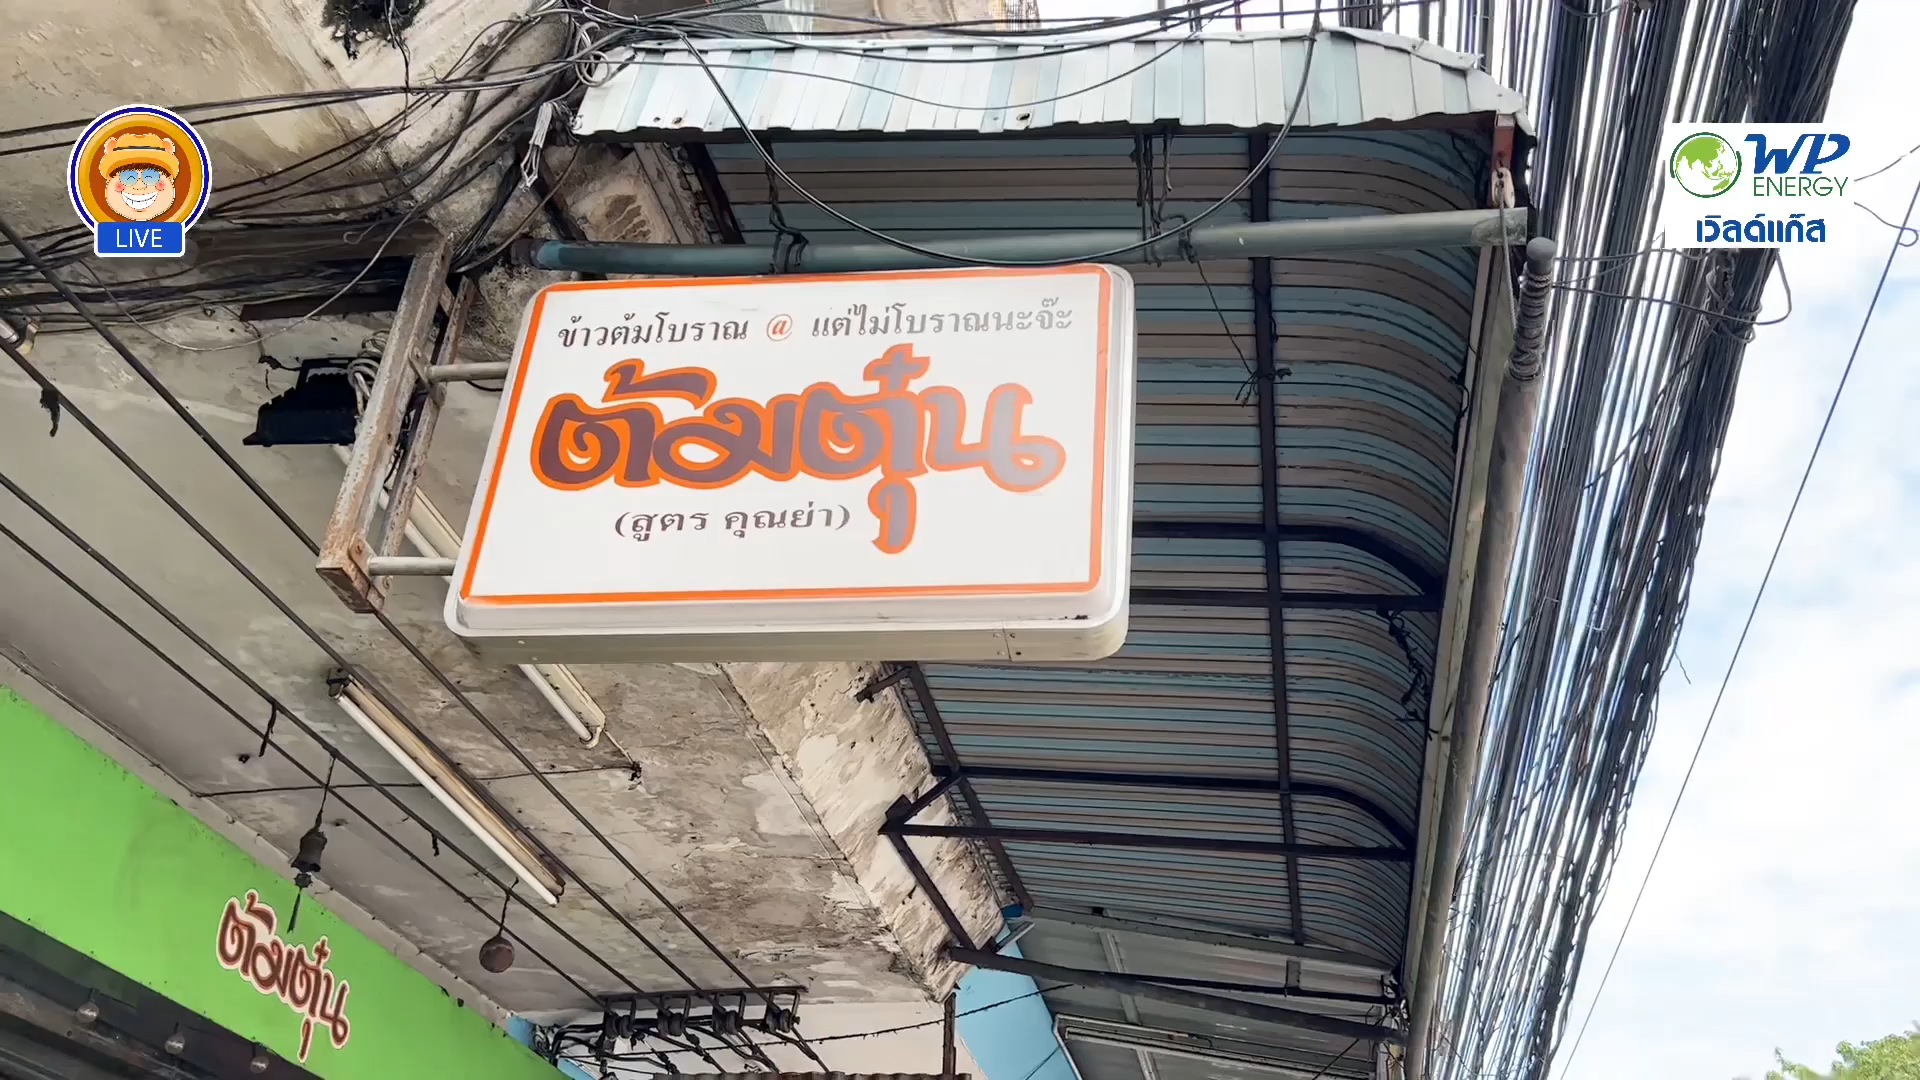 LIVE
WP
ENERGY
เวิลด์แก๊ส
ข้าวต้มโบราณ @ แต่ไม่โบราณนะจ๊ะ
ต้มตุ๋น
(สูตร คุณย่า)
ต้มตุ๋น